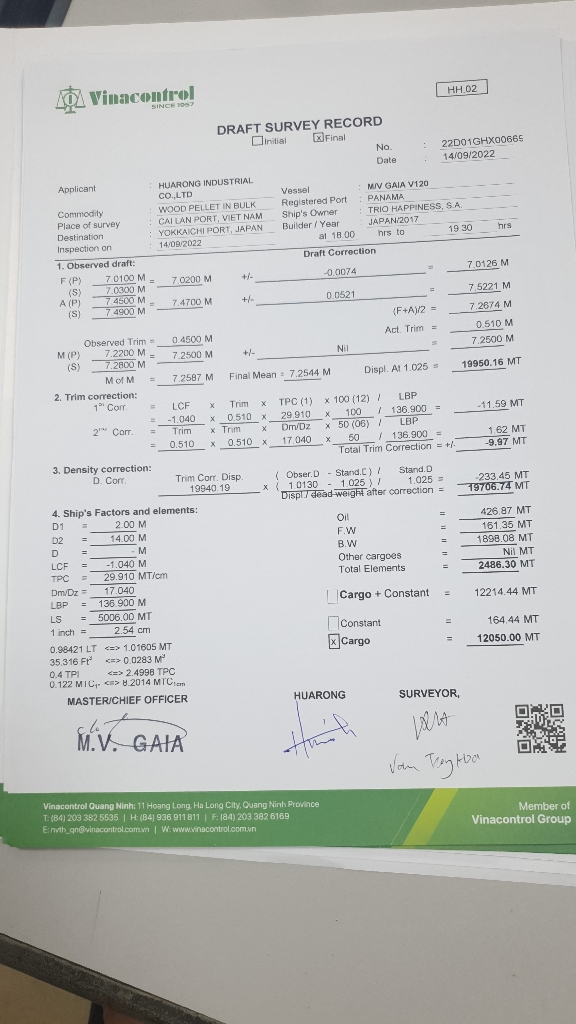 Vinacontrol
SINCE 1957
HH.02
DRAFT SURVEY RECORD
Initial x Final
No. : 22D01GHX00665
Date : 14/09/2022
Applicant : HUARONG INDUSTRIAL CO.,LTD
Commodity : WOOD PELLET IN BULK
Place of survey : CAI LAN PORT, VIET NAM
Destination : YOKKAICHI PORT, JAPAN
Inspection on : 14/09/2022
Vessel : M/V GAIA V120
Registered Port : PANAMA
Ship's Owner : TRIO HAPPINESS, S.A.
Builder / Year : JAPAN/2017
at 18.00 hrs to 19 30 hrs
1. Observed draft: Draft Correction
F (P) 7.0100 M = 7.0200 M +/- -0.0074 = 7.0126 M
(S) 7.0300 M
A (P) 7.4500 M = 7.4700 M +/- 0.0521 = 7.5221 M
(S) 7.4900 M
(F+A)/2 = 7.2674 M
Observed Trim = 0.4500 M Act. Trim = 0.510 M
M (P) 7.2200 M = 7.2500 M +/- Nil = 7.2500 M
(S) 7.2800 M
M of M = 7.2587 M Final Mean : 7.2544 M Displ. At 1.025 = 19950.16 MT
2. Trim correction:
1st Corr. = LCF x Trim x TPC (1) x 100 (12) / LBP
= -1.040 x 0.510 x 29.910 x 100 / 136.900 = -11.59 MT
2nd Corr. = Trim x Trim x Dm/Dz x 50 (06) / LBP
= 0.510 x 0.510 x 17.040 x 50 / 136.900 = 1.62 MT
Total Trim Correction = +/- -9.97 MT
3. Density correction:
D. Corr. Trim Corr. Disp. ( Obser.D - Stand.D ) / Stand.D
19940.19 x ( 1.0130 - 1.025 ) / 1.025 = -233.45 MT
Displ./ dead weight after correction = 19706.74 MT
4. Ship's Factors and elements:
D1 = 2.00 M
D2 = 14.00 M
D = - M
LCF = -1.040 M
TPC = 29.910 MT/cm
Dm/Dz = 17.040
LBP = 136.900 M
LS = 5006.00 MT
1 inch = 2.54 cm
0.98421 LT <=> 1.01605 MT
35.316 Ft³ <=> 0.0283 M³
0.4 TPI <=> 2.4998 TPC
0.122 MTC1" <=> 8.2014 MTC1cm
Oil = 426.87 MT
F.W = 161.35 MT
B.W = 1898.08 MT
Other cargoes Nil MT
Total Elements = 2486.30 MT
Cargo + Constant = 12214.44 MT
Constant = 164.44 MT
x Cargo = 12050.00 MT
MASTER/CHIEF OFFICER HUARONG SURVEYOR,
M.V. GAIA
Vinacontrol Quang Ninh: 11 Hoang Long, Ha Long City, Quang Ninh Province
T: (84) 203 382 5535 | H: (84) 936 911 811 | F: (84) 203 382 6169
E: nvth_qn@vinacontrol.com.vn | W: www.vinacontrol.com.vn
Member of
Vinacontrol Group